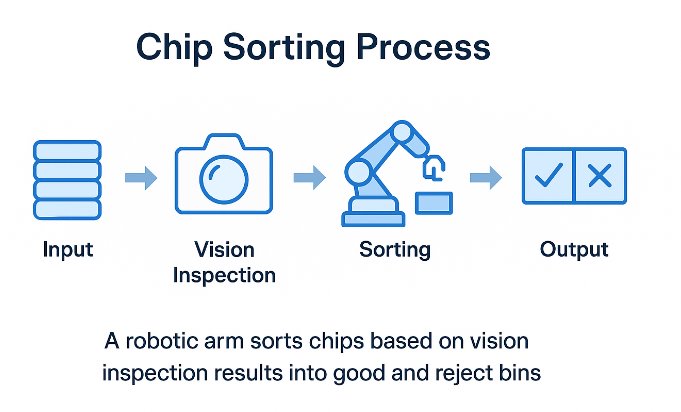 Chip Sorting Process
Input
Vision
Inspection
Sorting
Output
A robotic arm sorts chips based on vision
inspection results into good and reject bins